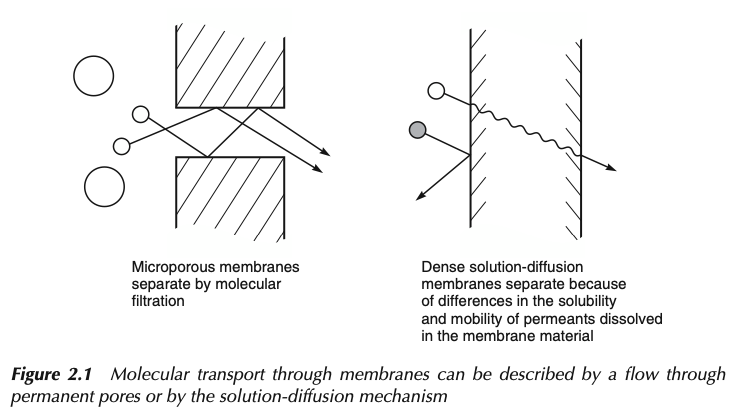 Microporous membranes
separate by molecular
filtration
Dense solution-diffusion
membranes separate because
of differences in the solubility
and mobility of permeants dissolved
in the membrane material
Figure 2.1 Molecular transport through membranes can be described by a flow through
permanent pores or by the solution-diffusion mechanism